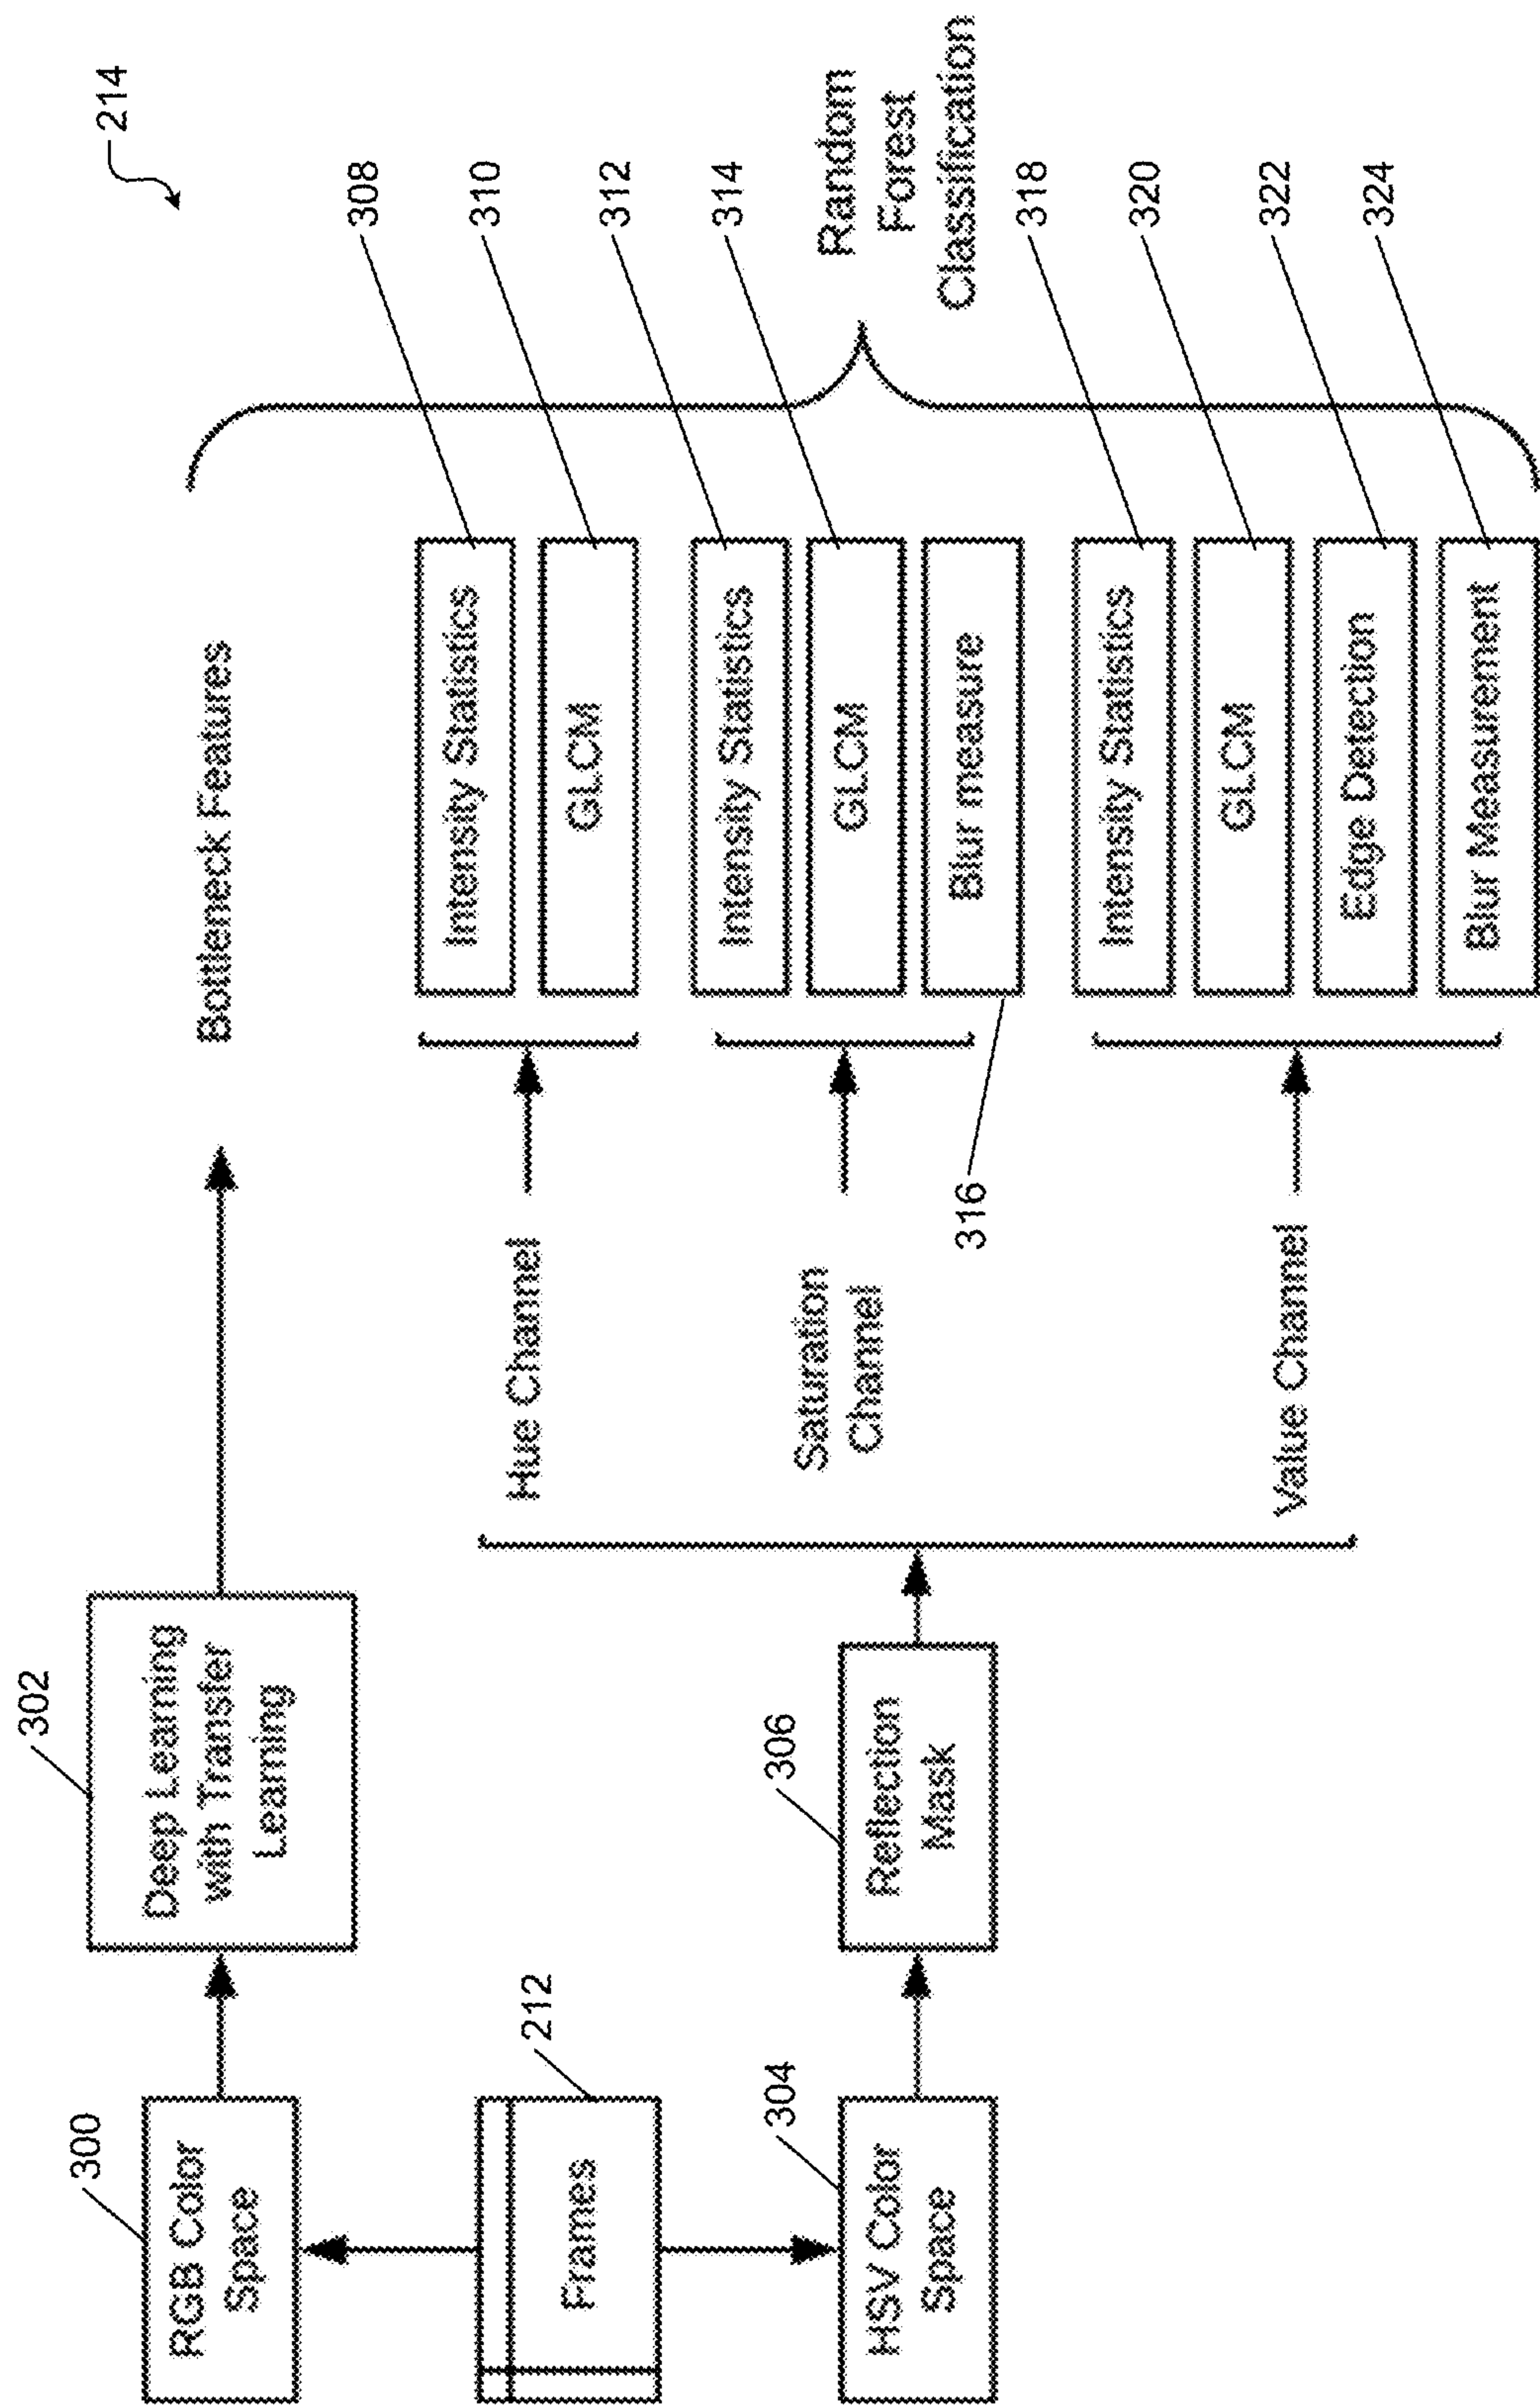 214
302
300
Deep Learning
with Transfer
Learning
RGB Color
Space
Bottleneck Features
212
Frames
304
HSV Color
Space
306
Reflection
Mask
Hue Channel
Saturation
Channel
Value Channel
Intensity Statistics
308
GLCM
310
Intensity Statistics
312
GLCM
314
Blur measure
316
Intensity Statistics
318
GLCM
320
Edge Detection
322
Blur Measurement
324
Random
Forest
Classification